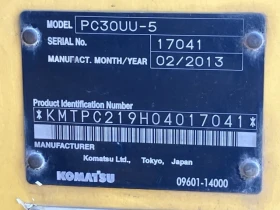 MODEL PC30UU-5
SERIAL No. 17041
MANUFACT. MONTH/YEAR 02/2013
Product Identification Number
*KMTPC219H04017041*
MANUFACTURER
Komatsu Ltd., Tokyo, Japan
KOMATSU
09601-14000